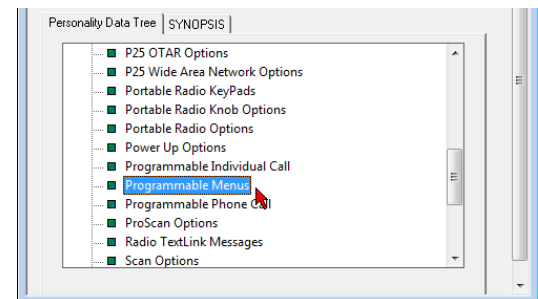 Personality Data Tree SYNOPSIS
P25 OTAR Options
P25 Wide Area Network Options
Portable Radio KeyPads
Portable Radio Knob Options
Portable Radio Options
Power Up Options
Programmable Individual Call
Programmable Menus
Programmable Phone Call
ProScan Options
Radio TextLink Messages
Scan Options